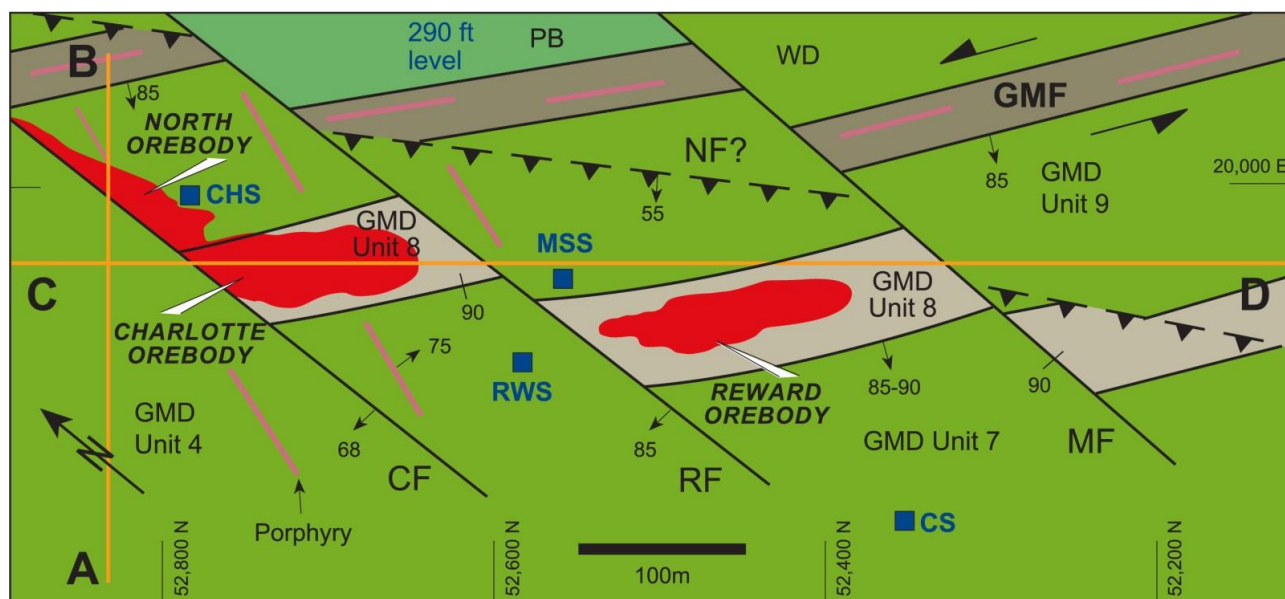 290 ft
level
PB
WD
B
85
GMF
NORTH
OREBODY
NF?
85
GMD
Unit 9
20,000 E
CHS
55
GMD
Unit 8
MSS
C
D
GMD
Unit 8
90
CHARLOTTE
OREBODY
75
RWS
85-90
90
REWARD
OREBODY
GMD
Unit 4
68
85
GMD Unit 7
MF
N
CF
RF
Porphyry
CS
A
52,800 N
52,600 N
100m
52,400 N
52,200 N